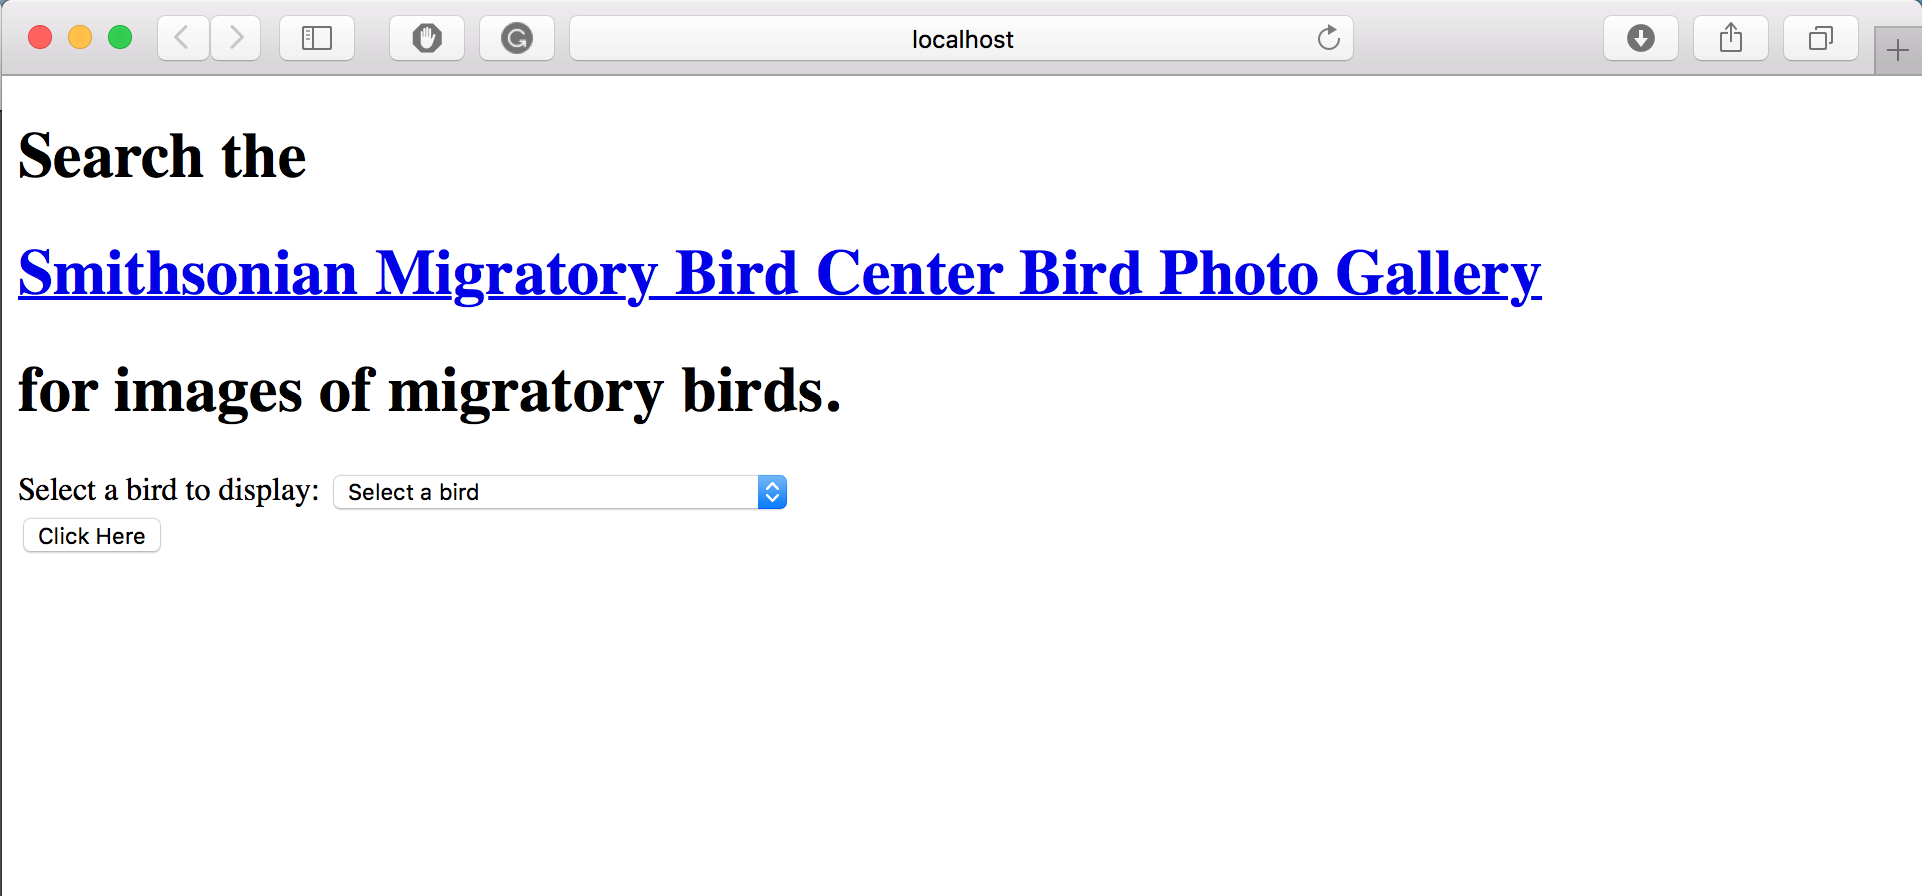 localhost
Search the
Smithsonian Migratory Bird Center Bird Photo Gallery
for images of migratory birds.
Select a bird to display: Select a bird
Click Here